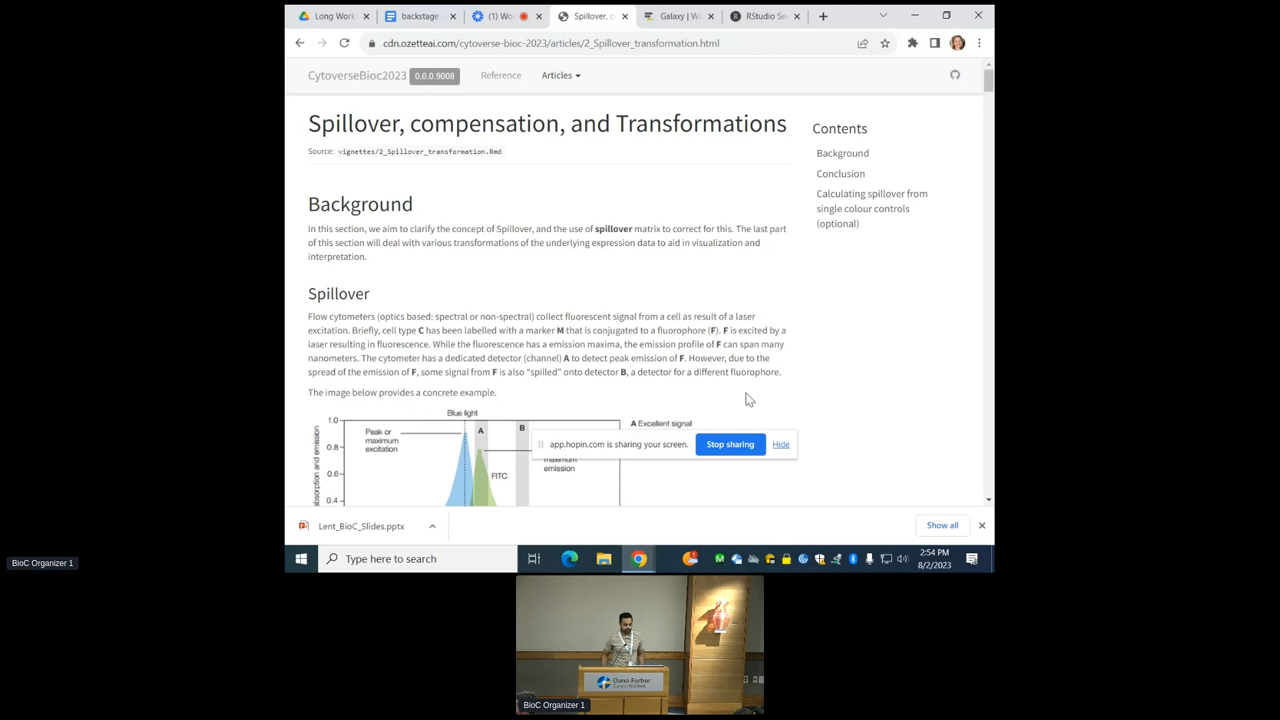 Long Work
backstage
(1) Wor
Spillover, c
Galaxy | W
RStudio Se
cdn.ozetteai.com/cytoverse-bioc-2023/articles/2_Spillover_transformation.html
CytoverseBioc2023 0.0.0.9008 Reference Articles
Spillover, compensation, and Transformations
Source: vignettes/2_Spillover_transformation.Rmd
Contents
Background
Conclusion
Calculating spillover from
single colour controls
(optional)
Background
In this section, we aim to clarify the concept of Spillover, and the use of spillover matrix to correct for this. The last part
of this section will deal with various transformations of the underlying expression data to aid in visualization and
interpretation.
Spillover
Flow cytometers (optics based: spectral or non-spectral) collect fluorescent signal from a cell as result of a laser
excitation. Briefly, cell type C has been labelled with a marker M that is conjugated to a fluorophore (F). F is excited by a
laser resulting in fluorescence. While the fluorescence has a emission maxima, the emission profile of F can span many
nanometers. The cytometer has a dedicated detector (channel) A to detect peak emission of F. However, due to the
spread of the emission of F, some signal from F is also "spilled" onto detector B, a detector for a different fluorophore.
The image below provides a concrete example.
Blue light
1.0
0.8
0.6
0.4
absorption and emission
Peak or
maximum
excitation
A
B
FITC
maximum
emission
A Excellent signal
app.hopin.com is sharing your screen. Stop sharing Hide
Lent_BioC_Slides.pptx
Show all
Type here to search
2:54 PM
8/2/2023
BioC Organizer 1
Dana Farber
BioC Organizer 1